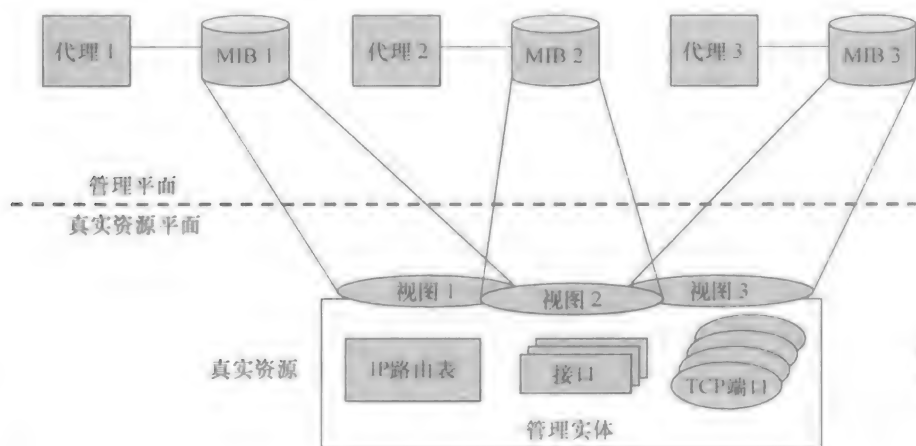 代理 1
MIB 1
代理 2
MIB 2
代理 3
MIB 3
管理平面
真实资源平面
视图 1
视图 2
视图 3
真实资源
IP路由表
接口
TCP端口
管理实体